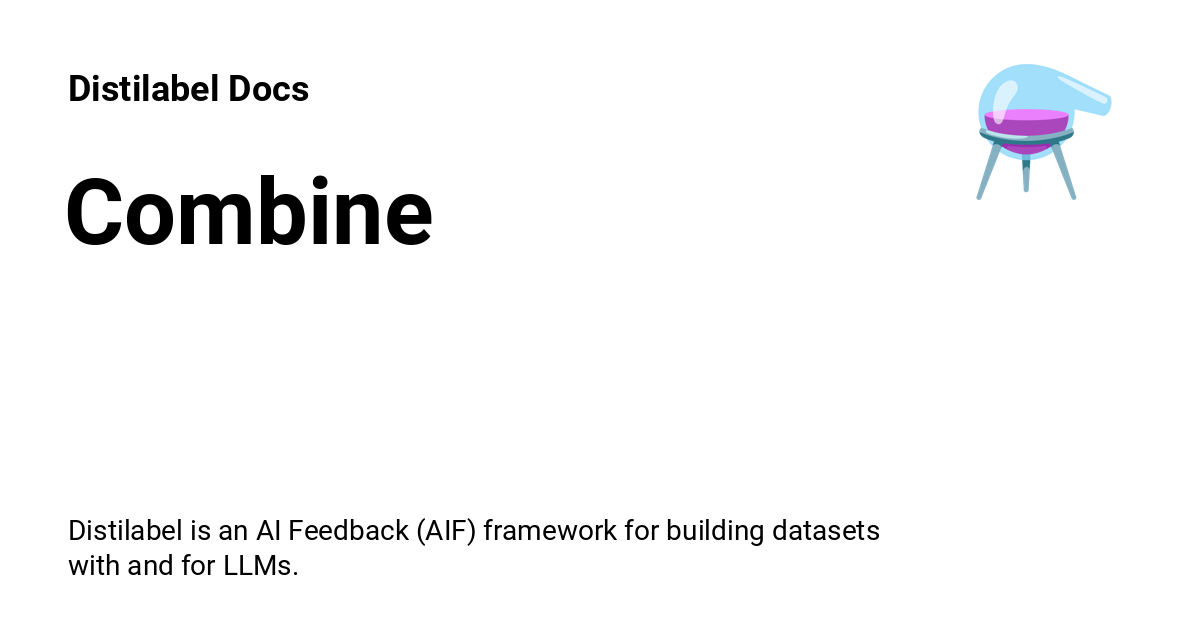 Distilabel Docs
Combine
Distilabel is an AI Feedback (AIF) framework for building datasets
with and for LLMs.